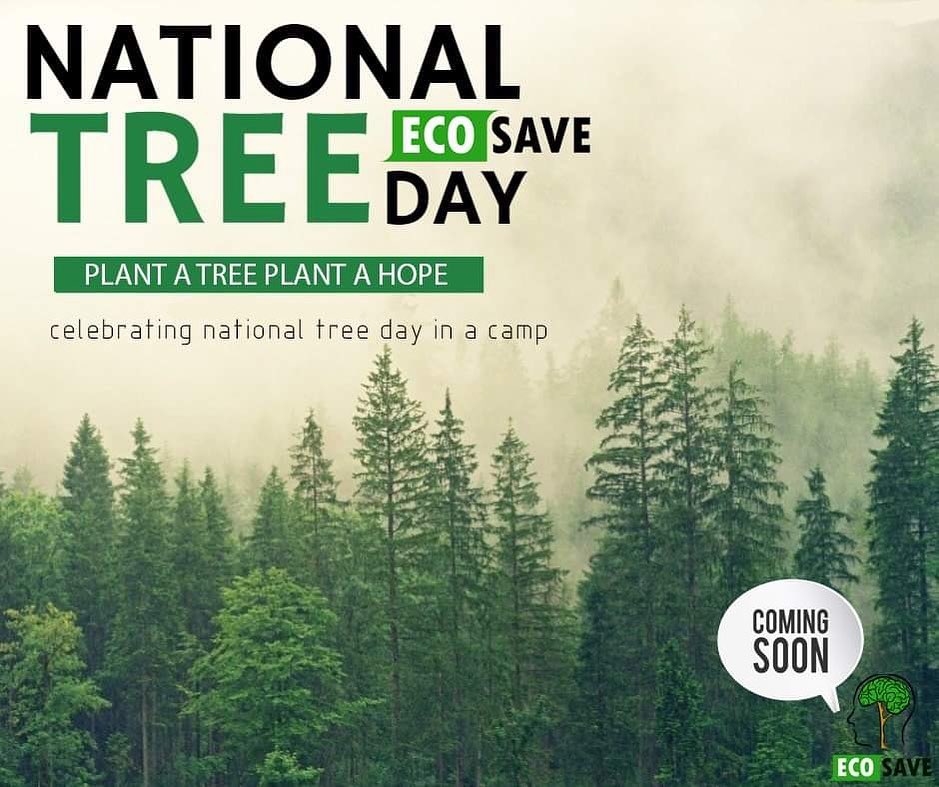 NATIONAL
TREE ECO SAVE
DAY
PLANT A TREE PLANT A HOPE
celebrating national tree day in a camp
COMING
SOON
ECO SAVE